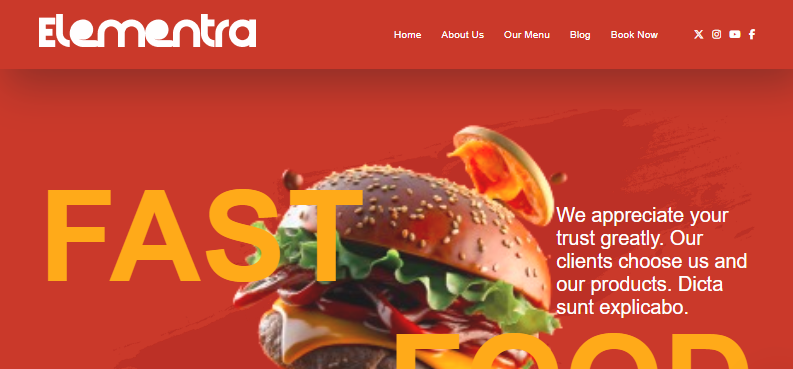 Elementra
Home About Us Our Menu Blog Book Now
FAST
We appreciate your
trust greatly. Our
clients choose us and
our products. Dicta
sunt explicabo.
FOOD